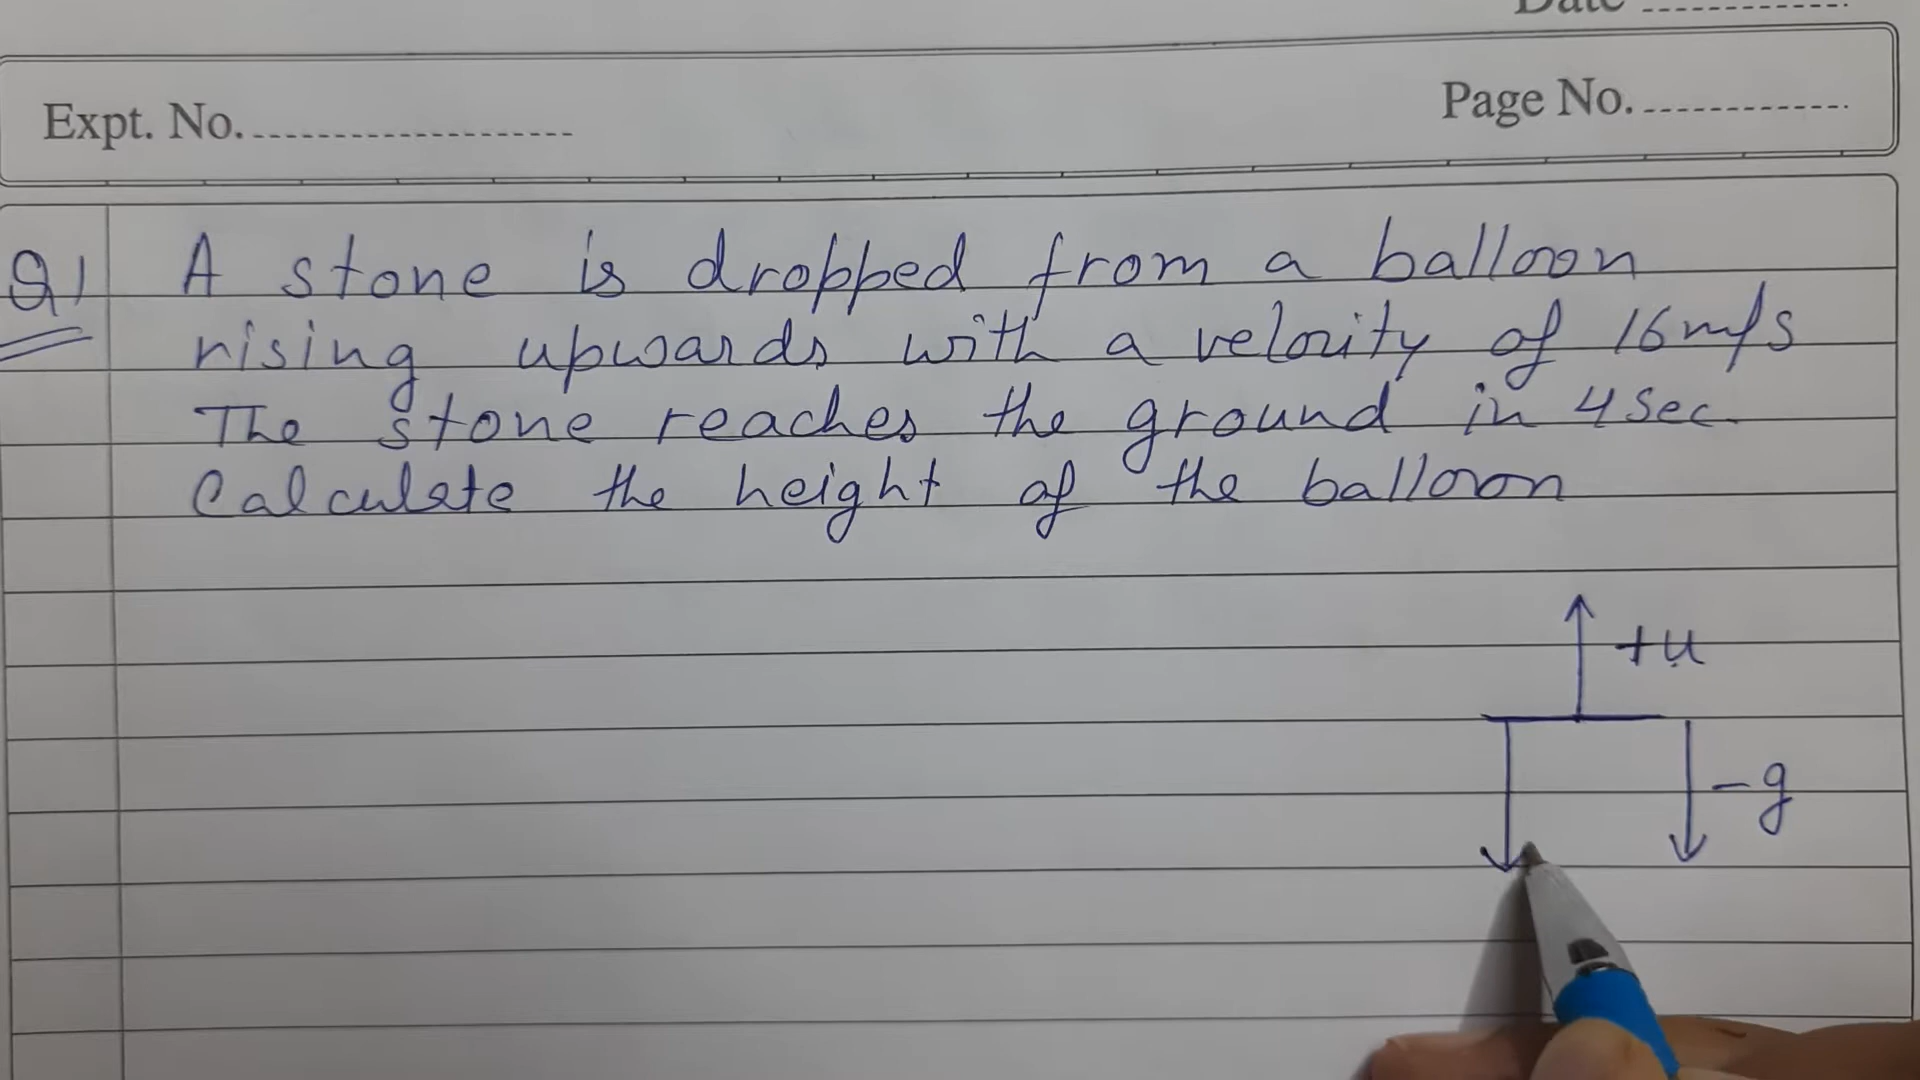 Date
Expt. No.
Page No.
Q1 A stone is dropped from a balloon
rising upwards with a velocity of 16m/s
The stone reaches the ground in 4 sec.
Calculate the height of the balloon
+u
-g